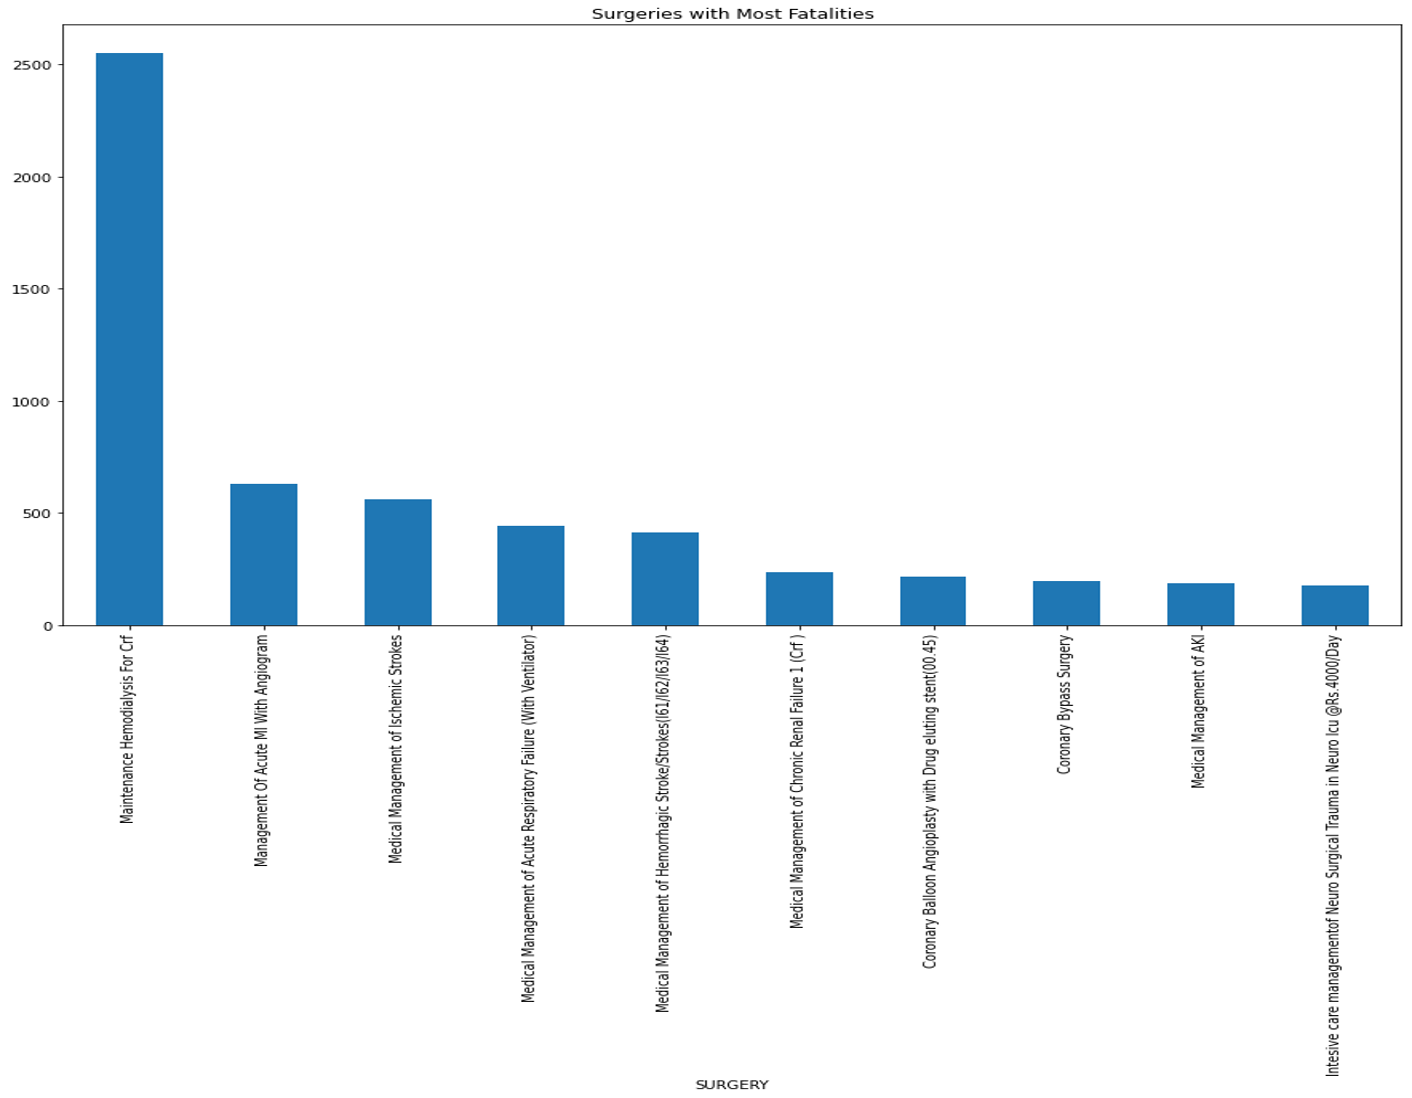 Surgeries with Most Fatalities
2500
2000
1500
1000
500
0
Maintenance Hemodialysis For Crf
Management Of Acute MI With Angiogram
Medical Management of Ischemic Strokes
Medical Management of Acute Respiratory Failure (With Ventilator)
Medical Management of Hemorrhagic Stroke/Strokes(I61/I62/I63/I64)
Medical Management of Chronic Renal Failure 1 (Crf )
Coronary Balloon Angioplasty with Drug eluting stent(00.45)
Coronary Bypass Surgery
Medical Management of AKI
Intesive care managementof Neuro Surgical Trauma in Neuro Icu @Rs.4000/Day
SURGERY